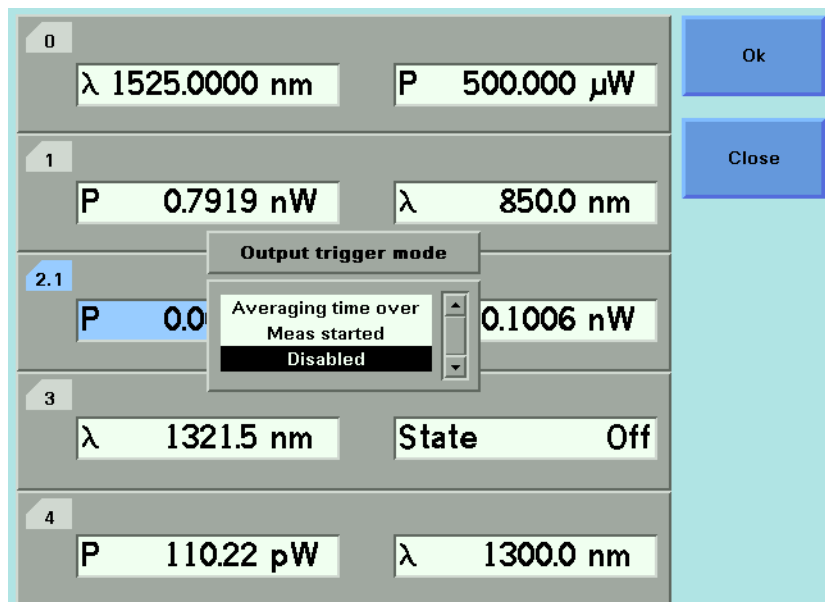 0
λ 1525.0000 nm
P 500.000 µW
Ok
1
P 0.7919 nW
λ 850.0 nm
Close
Output trigger mode
2.1
P
Averaging time over
Meas started
Disabled
0.1006 nW
3
λ 1321.5 nm
State Off
4
P 110.22 pW
λ 1300.0 nm